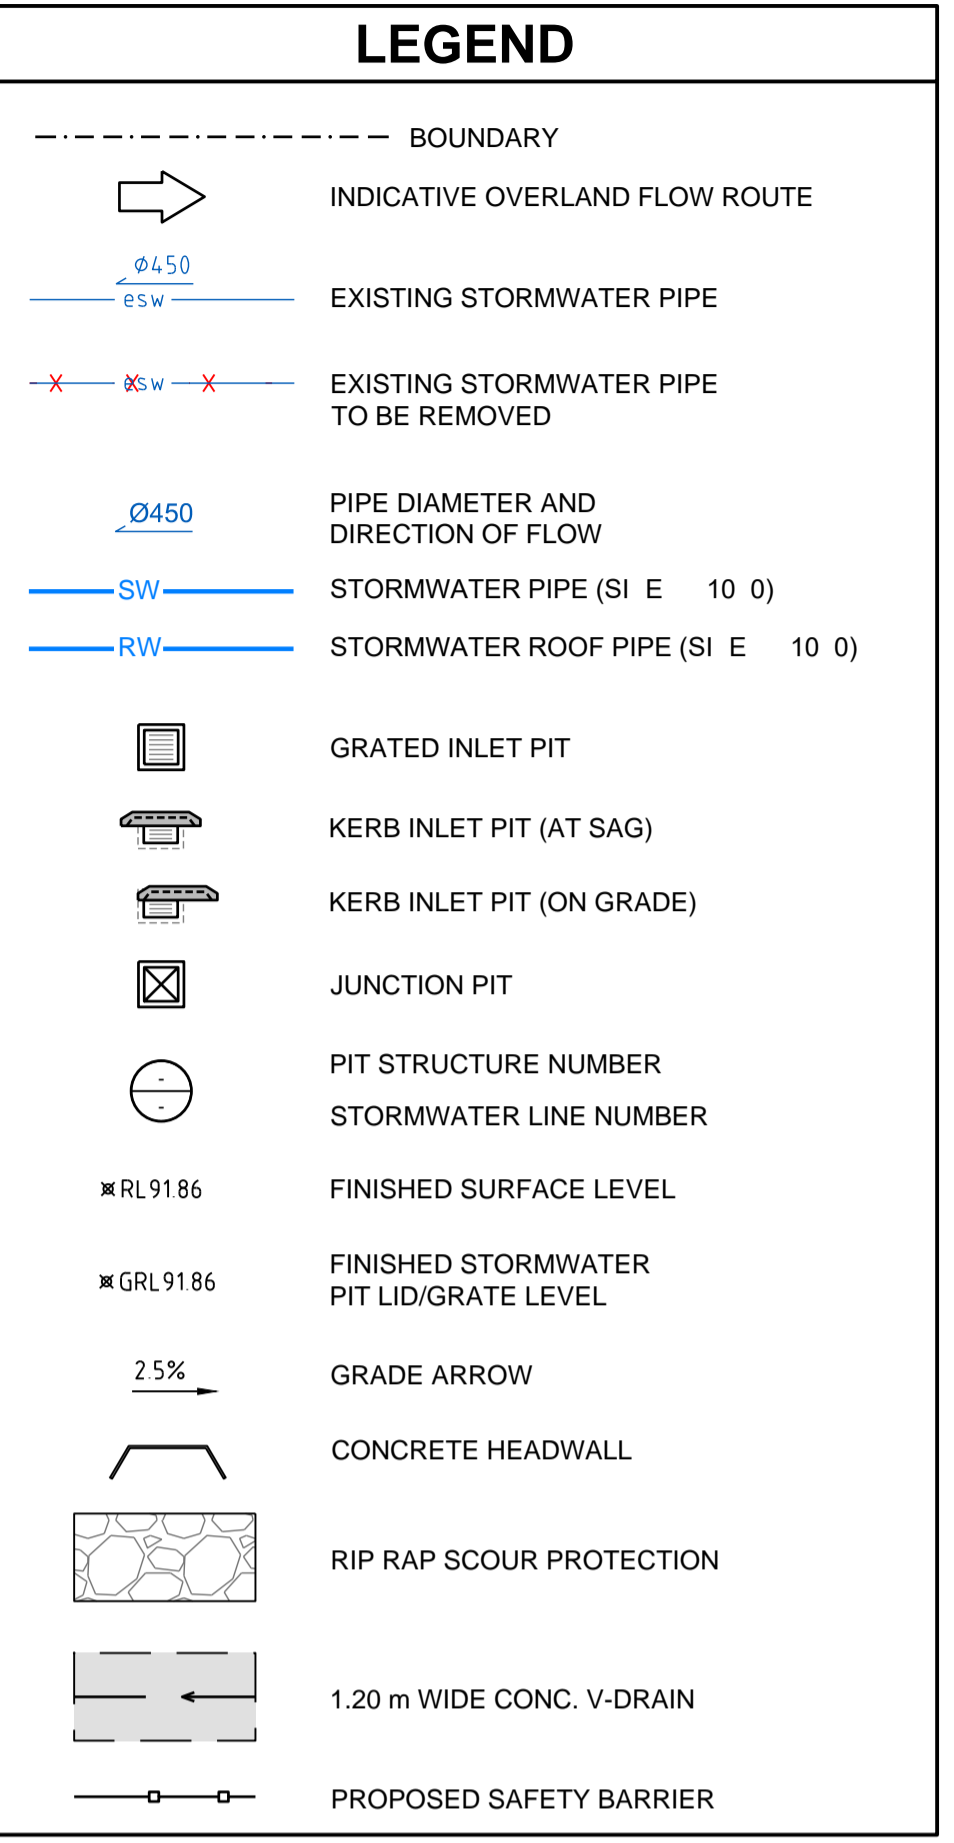 LEGEND
BOUNDARY
INDICATIVE OVERLAND FLOW ROUTE
Ø450
esw EXISTING STORMWATER PIPE
esw EXISTING STORMWATER PIPE
TO BE REMOVED
PIPE DIAMETER AND
Ø450
DIRECTION OF FLOW
SW STORMWATER PIPE (SI E 10 0)
RW STORMWATER ROOF PIPE (SI E 10 0)
GRATED INLET PIT
KERB INLET PIT (AT SAG)
KERB INLET PIT (ON GRADE)
JUNCTION PIT
PIT STRUCTURE NUMBER
STORMWATER LINE NUMBER
RL91.86 FINISHED SURFACE LEVEL
FINISHED STORMWATER
GRL91.86
PIT LID/GRATE LEVEL
2.5% GRADE ARROW
CONCRETE HEADWALL
RIP RAP SCOUR PROTECTION
1.20 m WIDE CONC. V-DRAIN
PROPOSED SAFETY BARRIER